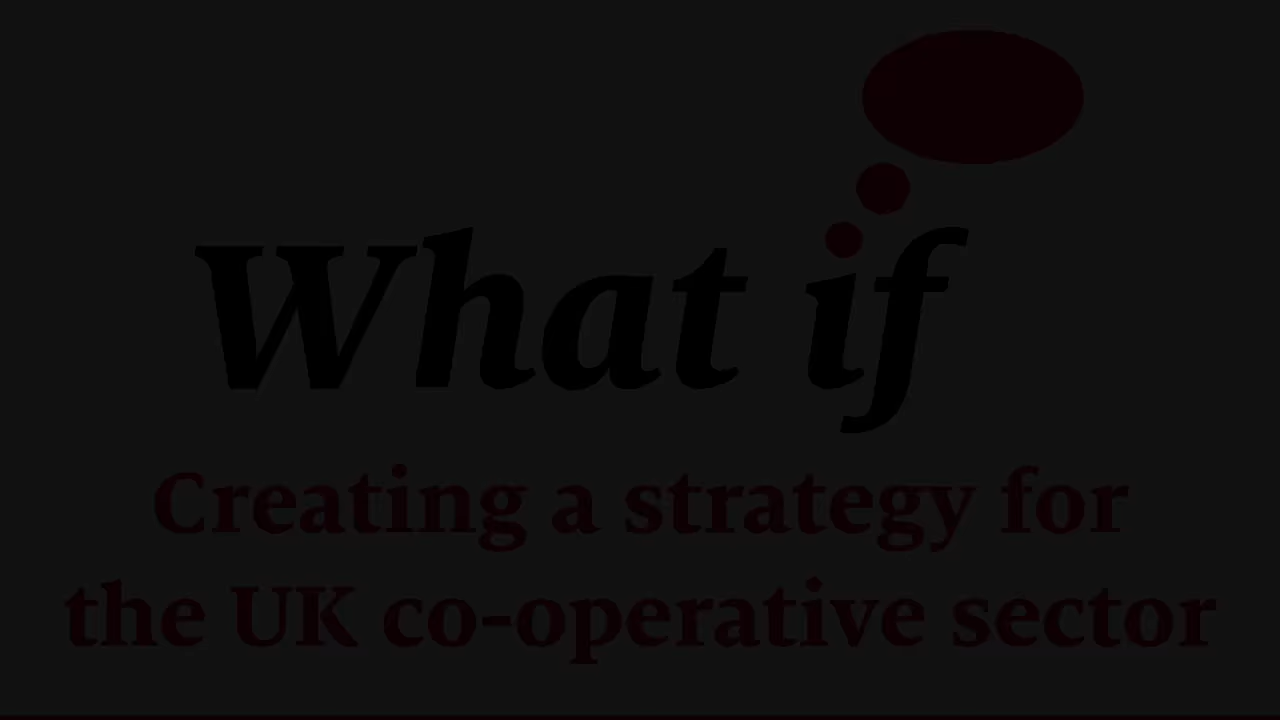 What if
Creating a strategy for
the UK co-operative sector